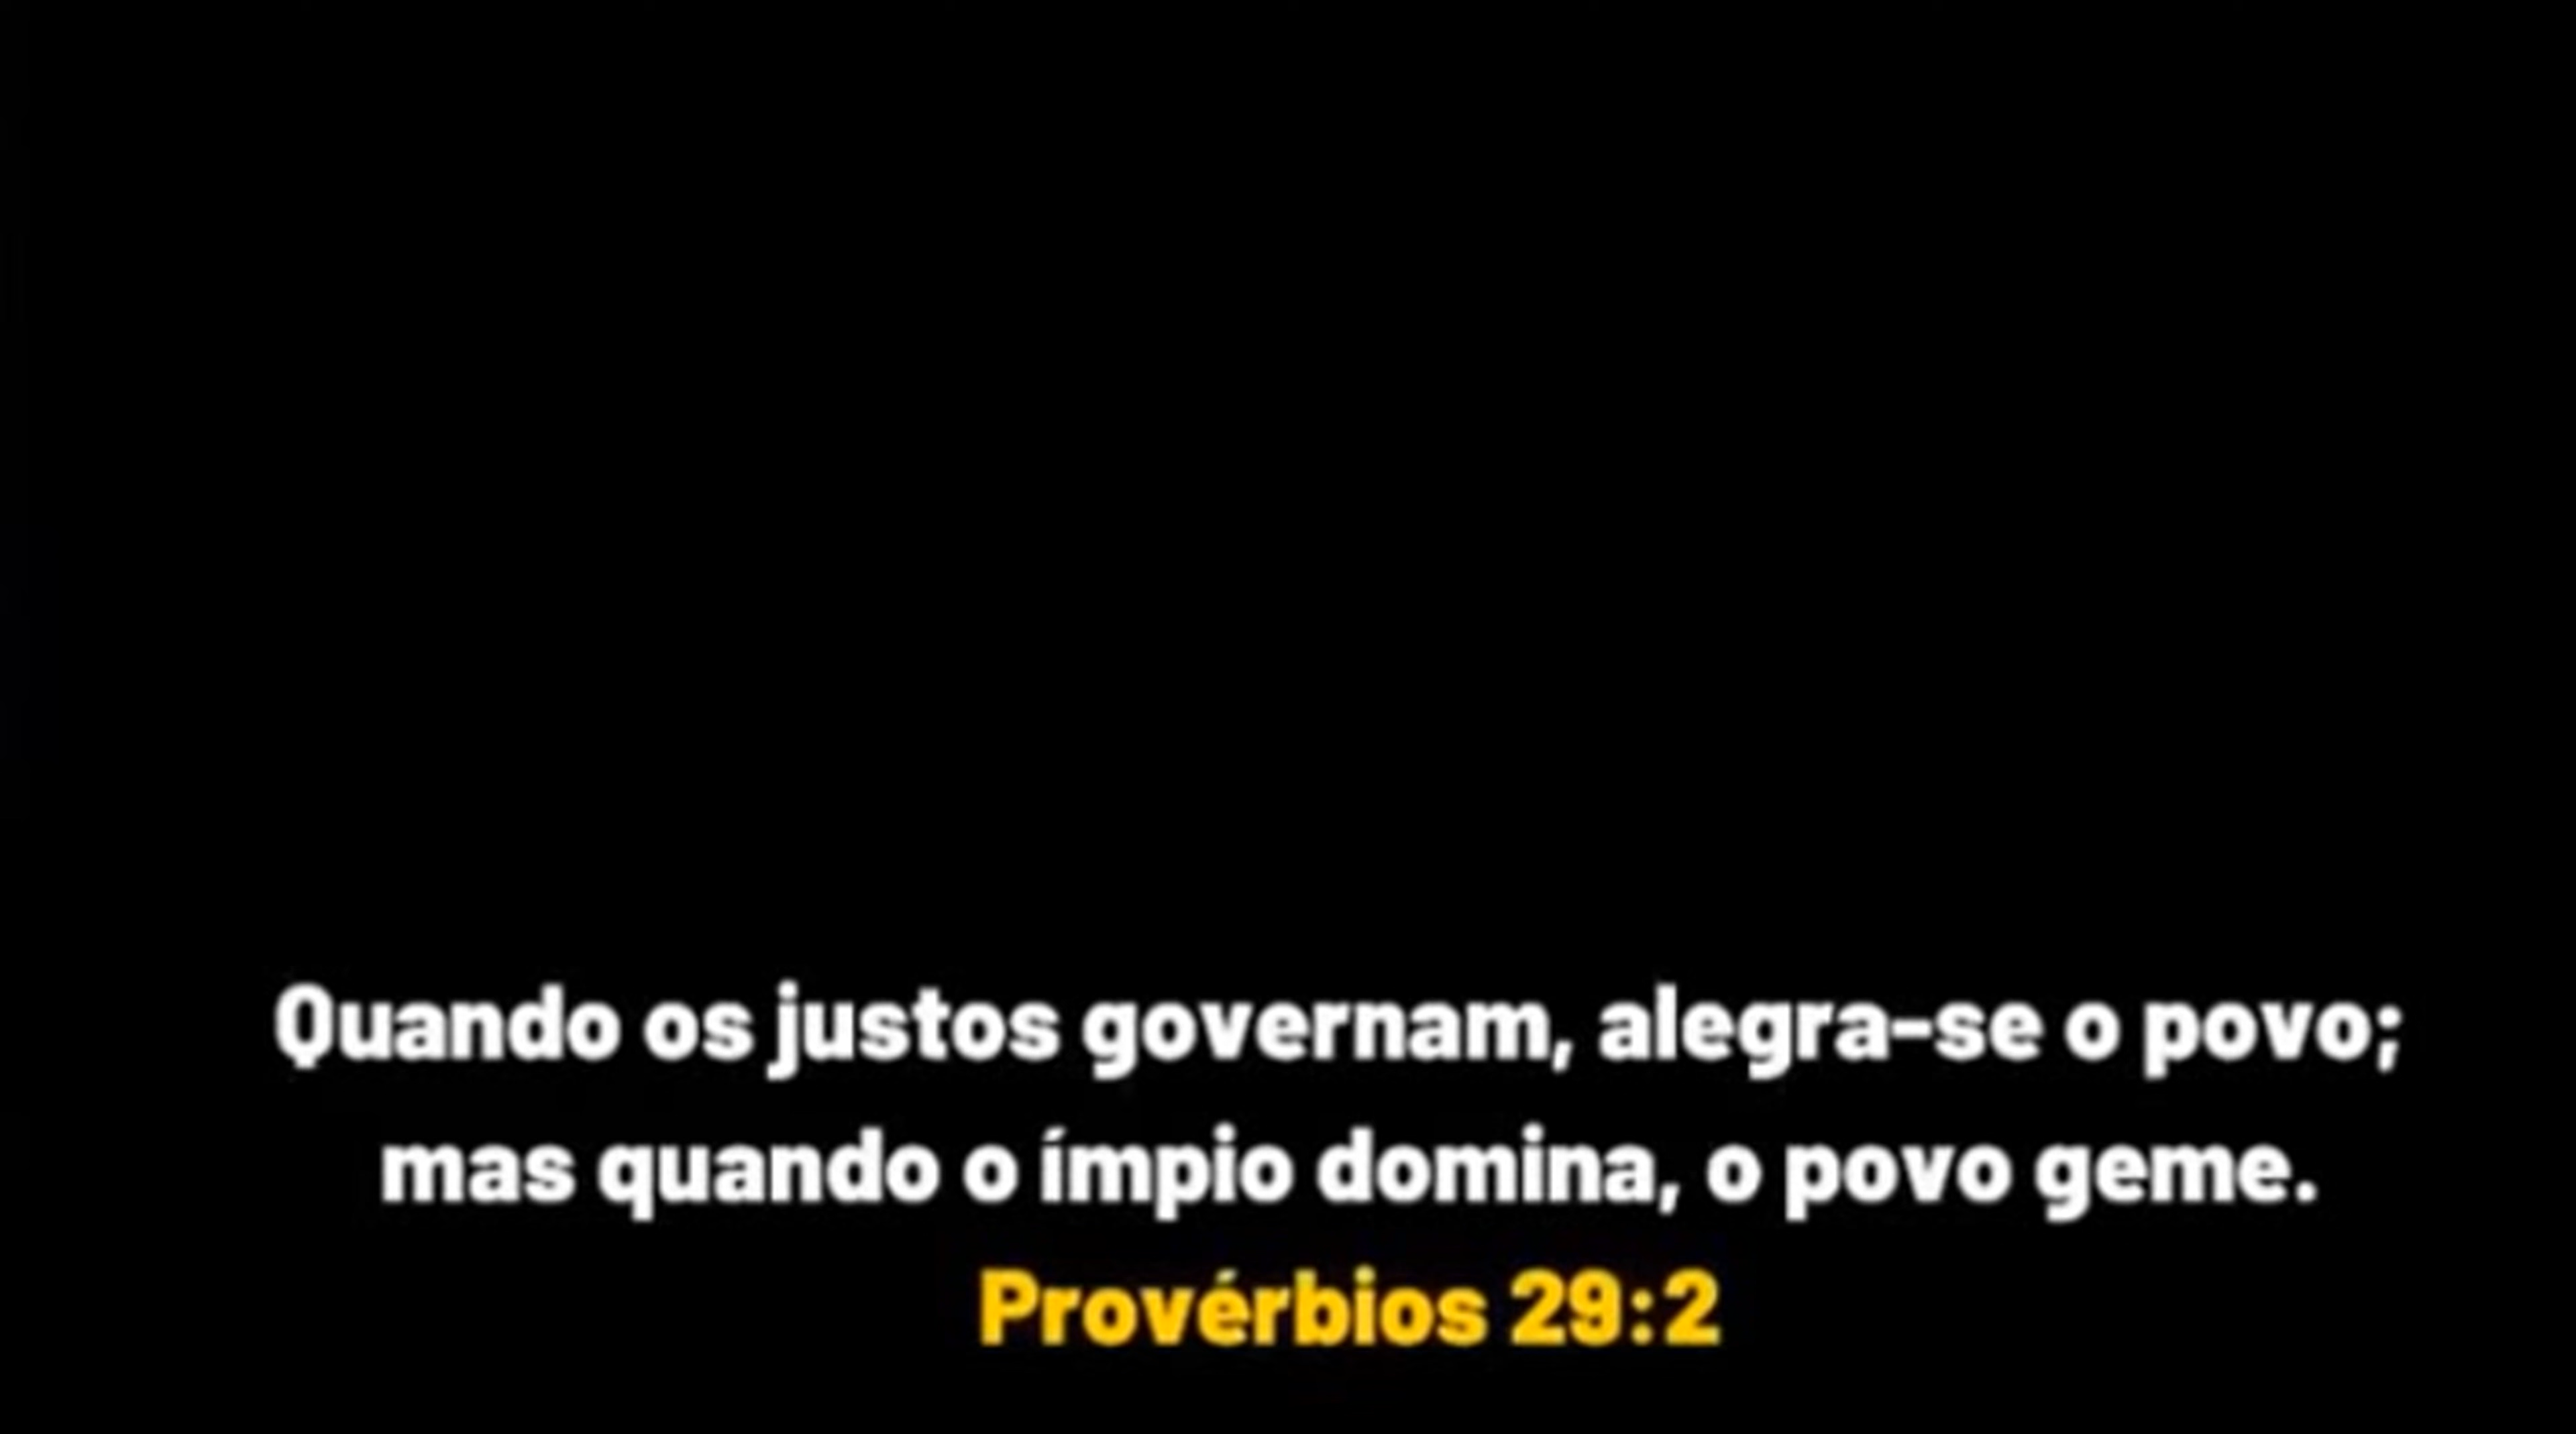 Quando os justos governam, alegra-se o povo;
mas quando o ímpio domina, o povo geme.
Provérbios 29:2